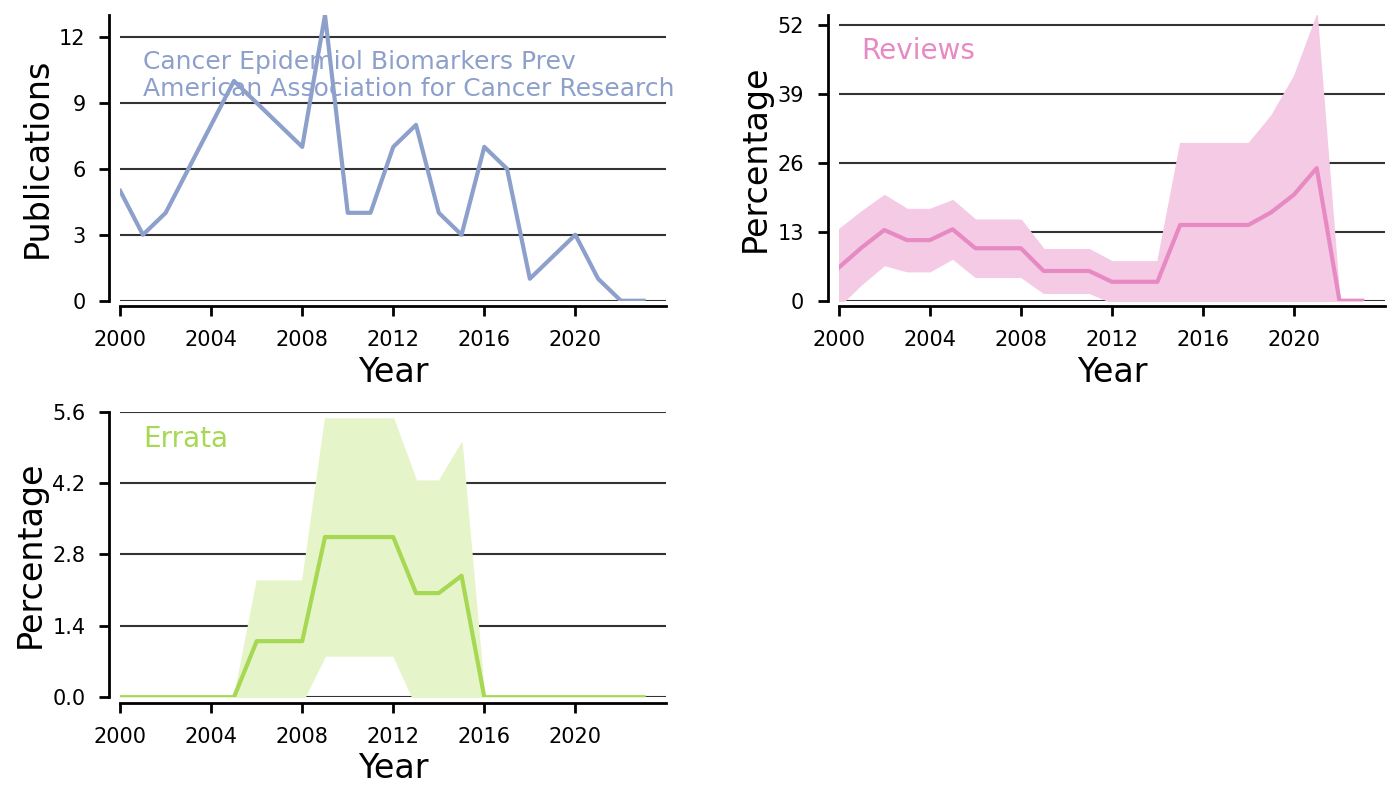 Publications
12
9
6
3
0
Cancer Epidemiol Biomarkers Prev
American Association for Cancer Research
2000 2004 2008 2012 2016 2020
Year
Percentage
52
39
26
13
0
Reviews
2000 2004 2008 2012 2016 2020
Year
Percentage
5.6
4.2
2.8
1.4
0.0
Errata
2000 2004 2008 2012 2016 2020
Year